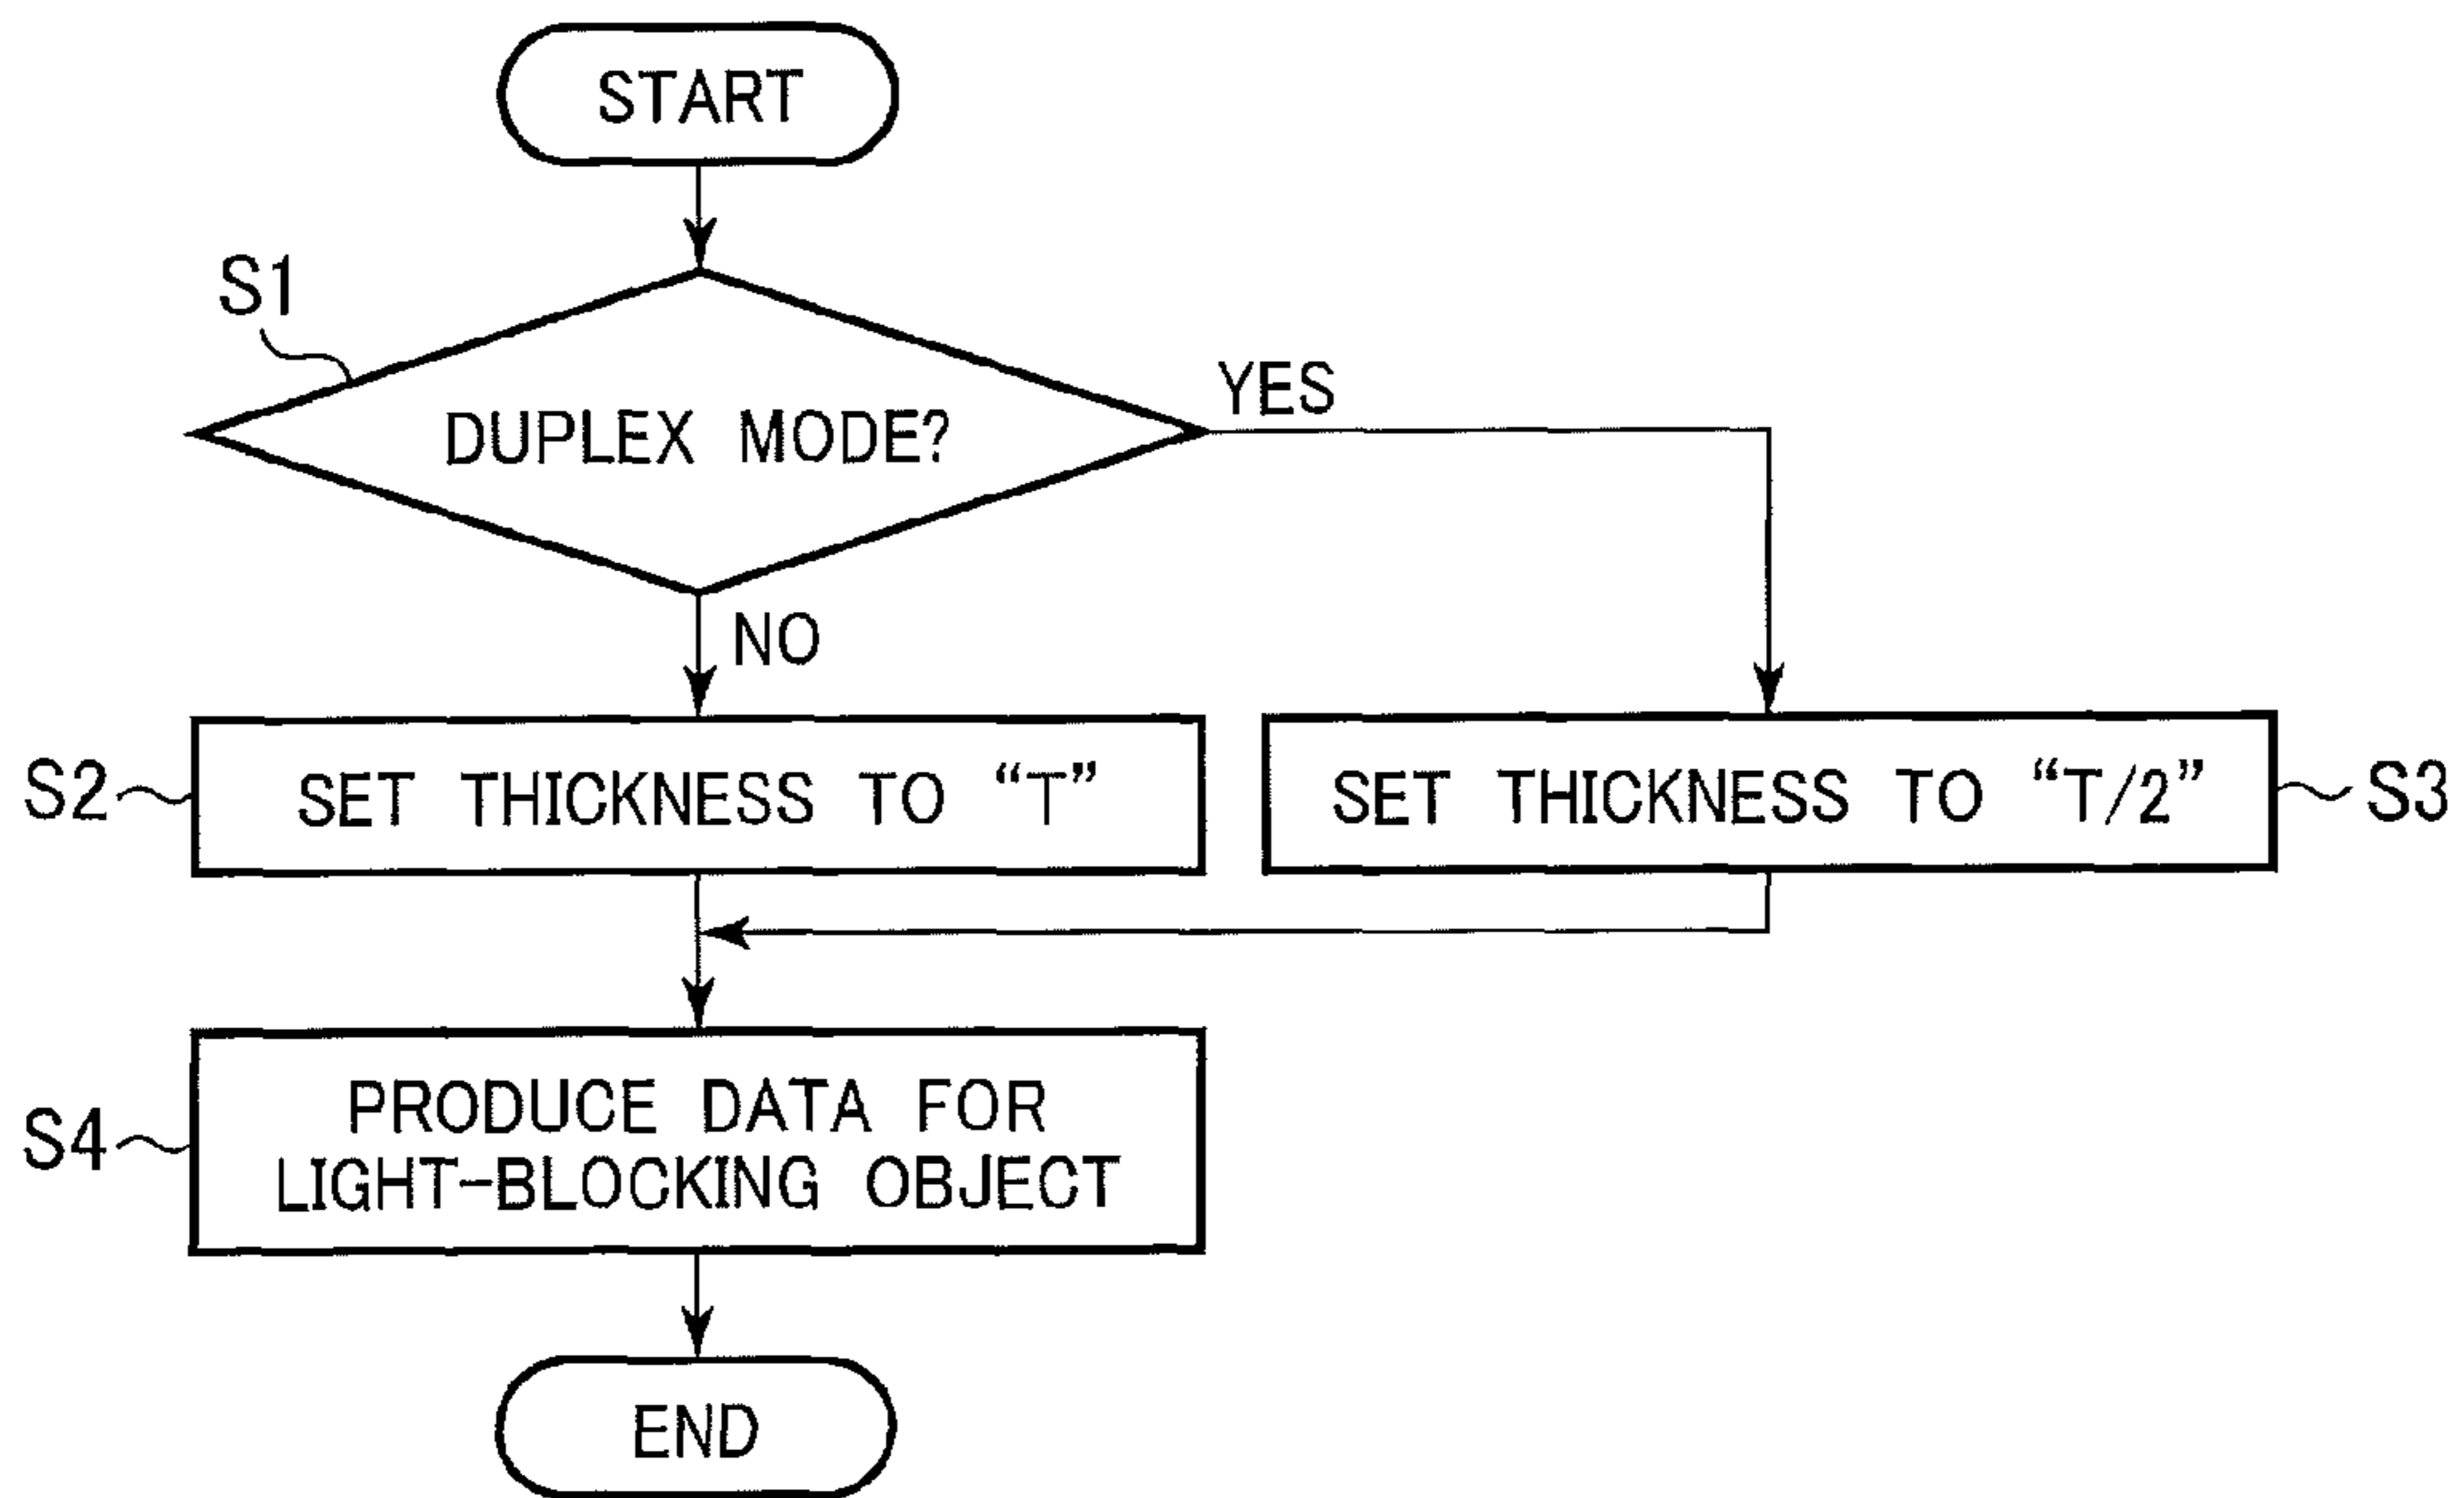 START
S1
DUPLEX MODE?
YES
NO
S2
SET THICKNESS TO “T”
SET THICKNESS TO “T/2”
S3
S4
PRODUCE DATA FOR
LIGHT-BLOCKING OBJECT
END